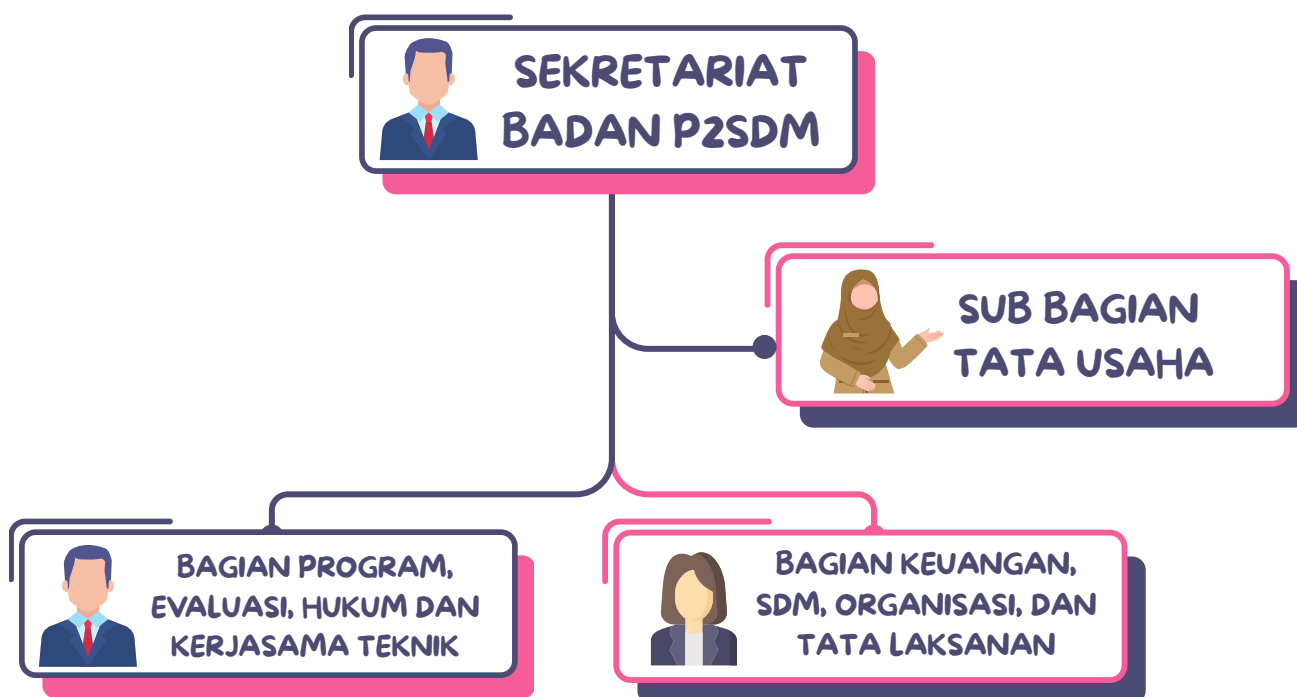 SEKRETARIAT
BADAN P2SDM
SUB BAGIAN
TATA USAHA
BAGIAN PROGRAM,
EVALUASI, HUKUM DAN
KERJASAMA TEKNIK
BAGIAN KEUANGAN,
SDM, ORGANISASI, DAN
TATA LAKSANAN